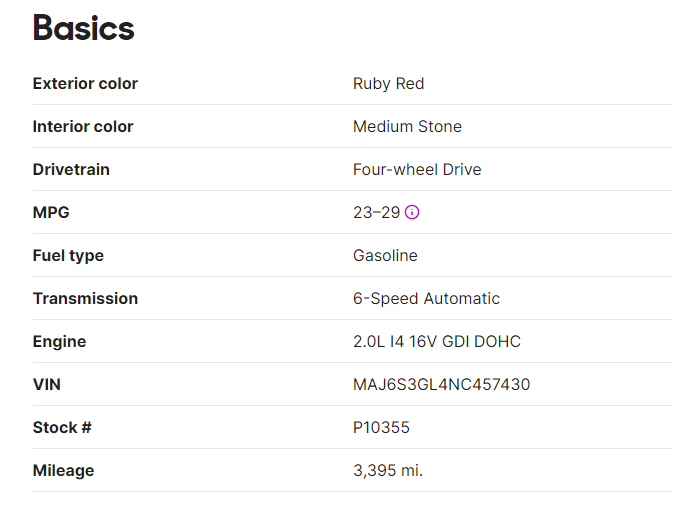 Basics
Exterior color Ruby Red
Interior color Medium Stone
Drivetrain Four-wheel Drive
MPG 23–29
Fuel type Gasoline
Transmission 6-Speed Automatic
Engine 2.0L I4 16V GDI DOHC
VIN MAJ6S3GL4NC457430
Stock # P10355
Mileage 3,395 mi.